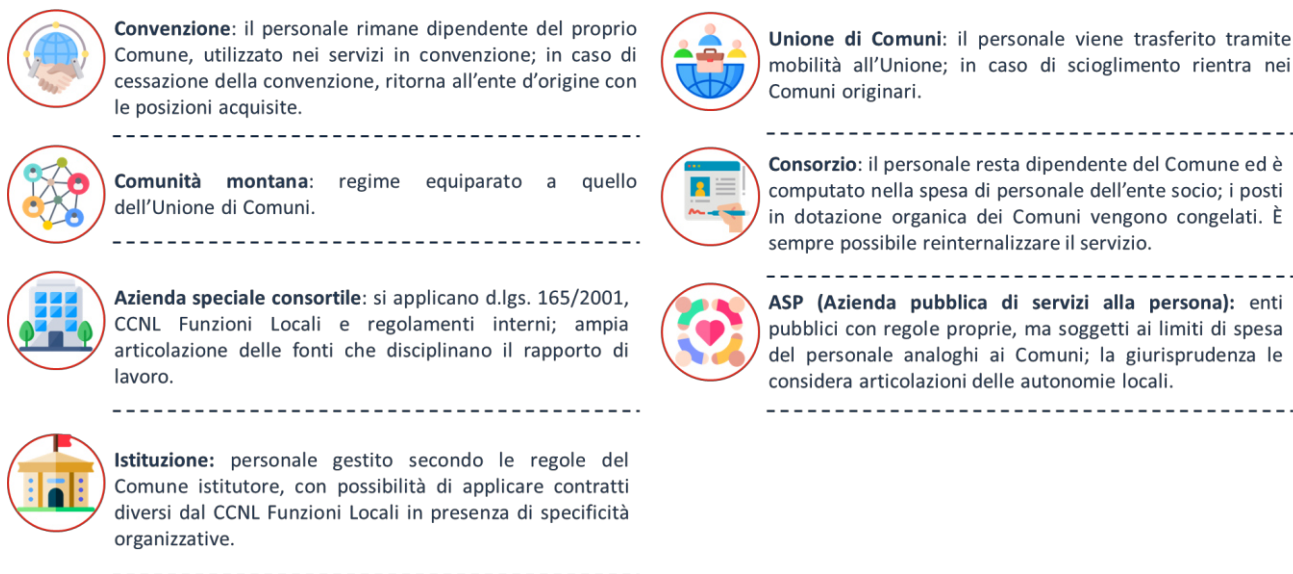 Convenzione: il personale rimane dipendente del proprio
Comune, utilizzato nei servizi in convenzione; in caso di
cessazione della convenzione, ritorna all’ente d’origine con
le posizioni acquisite.
Comunità montana: regime equiparato a quello
dell’Unione di Comuni.
Azienda speciale consortile: si applicano d.lgs. 165/2001,
CCNL Funzioni Locali e regolamenti interni; ampia
articolazione delle fonti che disciplinano il rapporto di
lavoro.
Istituzione: personale gestito secondo le regole del
Comune istitutore, con possibilità di applicare contratti
diversi dal CCNL Funzioni Locali in presenza di specificità
organizzative.
Unione di Comuni: il personale viene trasferito tramite
mobilità all’Unione; in caso di scioglimento rientra nei
Comuni originari.
Consorzio: il personale resta dipendente del Comune ed è
computato nella spesa di personale dell’ente socio; i posti
in dotazione organica dei Comuni vengono congelati. È
sempre possibile reinternalizzare il servizio.
ASP (Azienda pubblica di servizi alla persona): enti
pubblici con regole proprie, ma soggetti ai limiti di spesa
del personale analoghi ai Comuni; la giurisprudenza le
considera articolazioni delle autonomie locali.